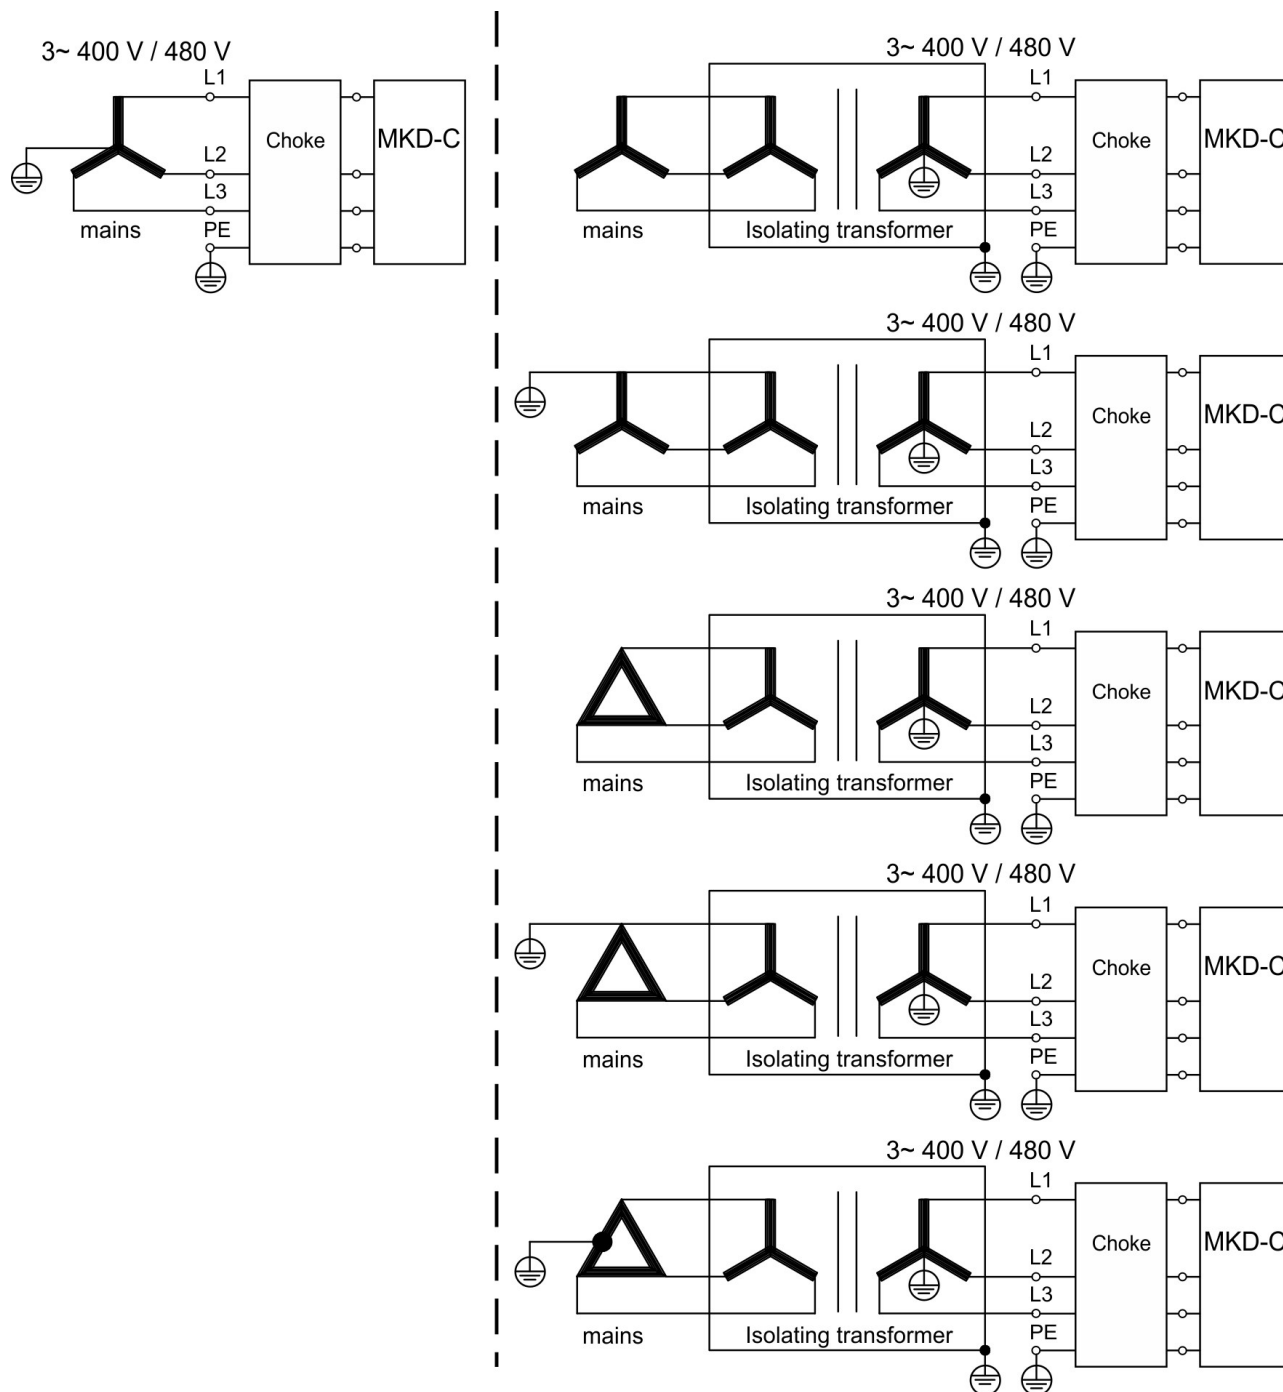 3~ 400 V / 480 V
L1
Choke
MKD-C
L2
L3
mains
PE
3~ 400 V / 480 V
L1
Choke
MKD-C
L2
L3
mains
Isolating transformer
PE
3~ 400 V / 480 V
L1
Choke
MKD-C
L2
L3
mains
Isolating transformer
PE
3~ 400 V / 480 V
L1
Choke
MKD-C
L2
L3
mains
Isolating transformer
PE
3~ 400 V / 480 V
L1
Choke
MKD-C
L2
L3
mains
Isolating transformer
PE
3~ 400 V / 480 V
L1
Choke
MKD-C
L2
L3
mains
Isolating transformer
PE